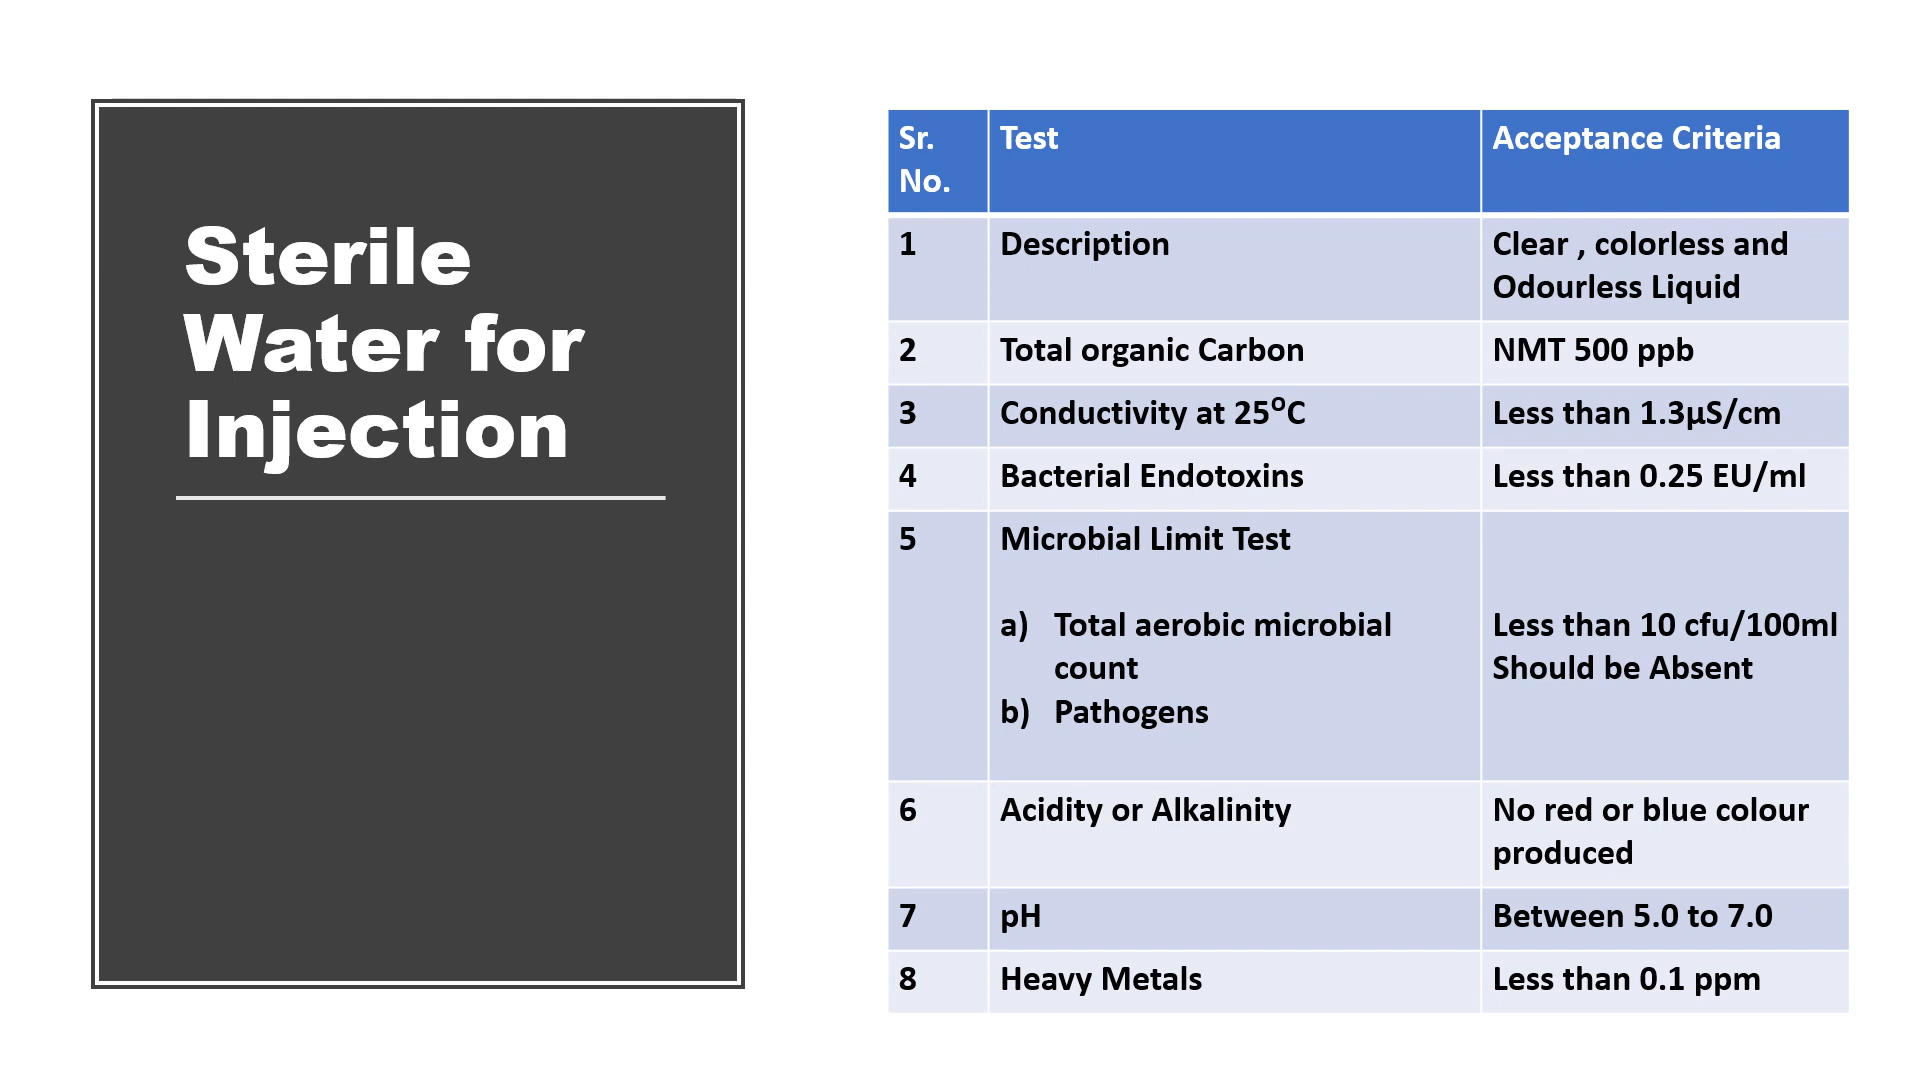 Sterile
Water for
Injection
Sr. No. Test Acceptance Criteria
1 Description Clear , colorless and
Odourless Liquid
2 Total organic Carbon NMT 500 ppb
3 Conductivity at 25°C Less than 1.3µS/cm
4 Bacterial Endotoxins Less than 0.25 EU/ml
5 Microbial Limit Test
a) Total aerobic microbial Less than 10 cfu/100ml
count Should be Absent
b) Pathogens
6 Acidity or Alkalinity No red or blue colour
produced
7 pH Between 5.0 to 7.0
8 Heavy Metals Less than 0.1 ppm